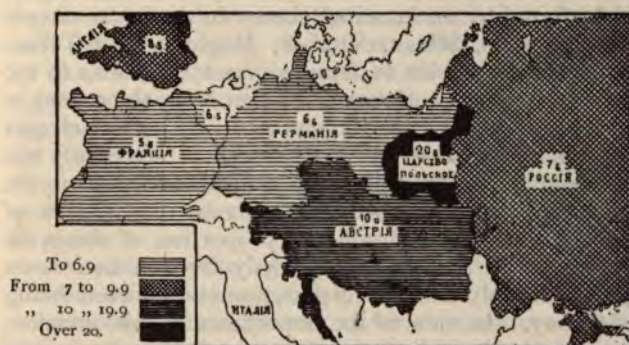 АНГЛІЯ
8.5
6.5
6.6
ГЕРМАНІЯ
5.8
ФРАНЦІЯ
20.8
ЦАРСТВО
ПОЛЬСКОЕ
7.6
РОССІЯ
10.11
АВСТРІЯ
ИТАЛІЯ
To 6.9
From 7 to 9.9
„ 10 „ 19.9
Over 20.